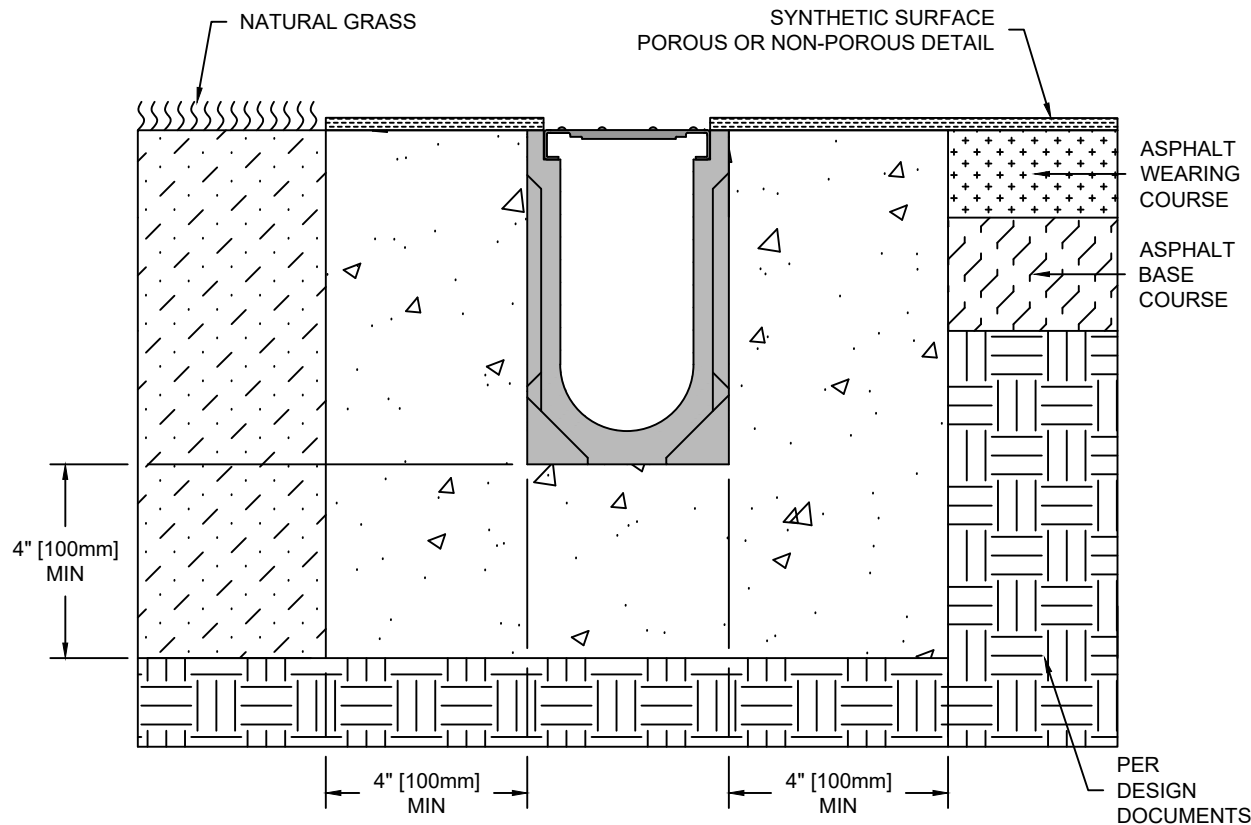 NATURAL GRASS
SYNTHETIC SURFACE
POROUS OR NON-POROUS DETAIL
ASPHALT
WEARING
COURSE
ASPHALT
BASE
COURSE
4" [100mm]
MIN
4" [100mm]
MIN
4" [100mm]
MIN
PER
DESIGN
DOCUMENTS